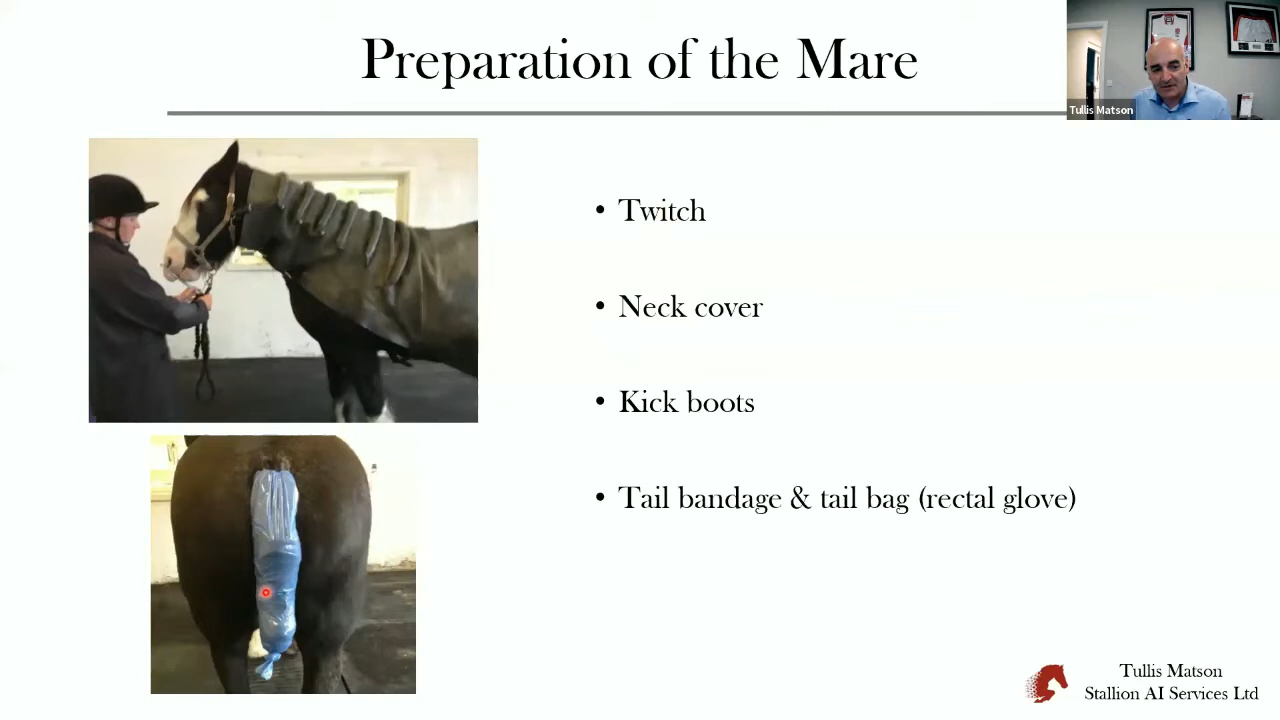 Preparation of the Mare
Tullis Matson
• Twitch
• Neck cover
• Kick boots
• Tail bandage & tail bag (rectal glove)
Tullis Matson
Stallion AI Services Ltd